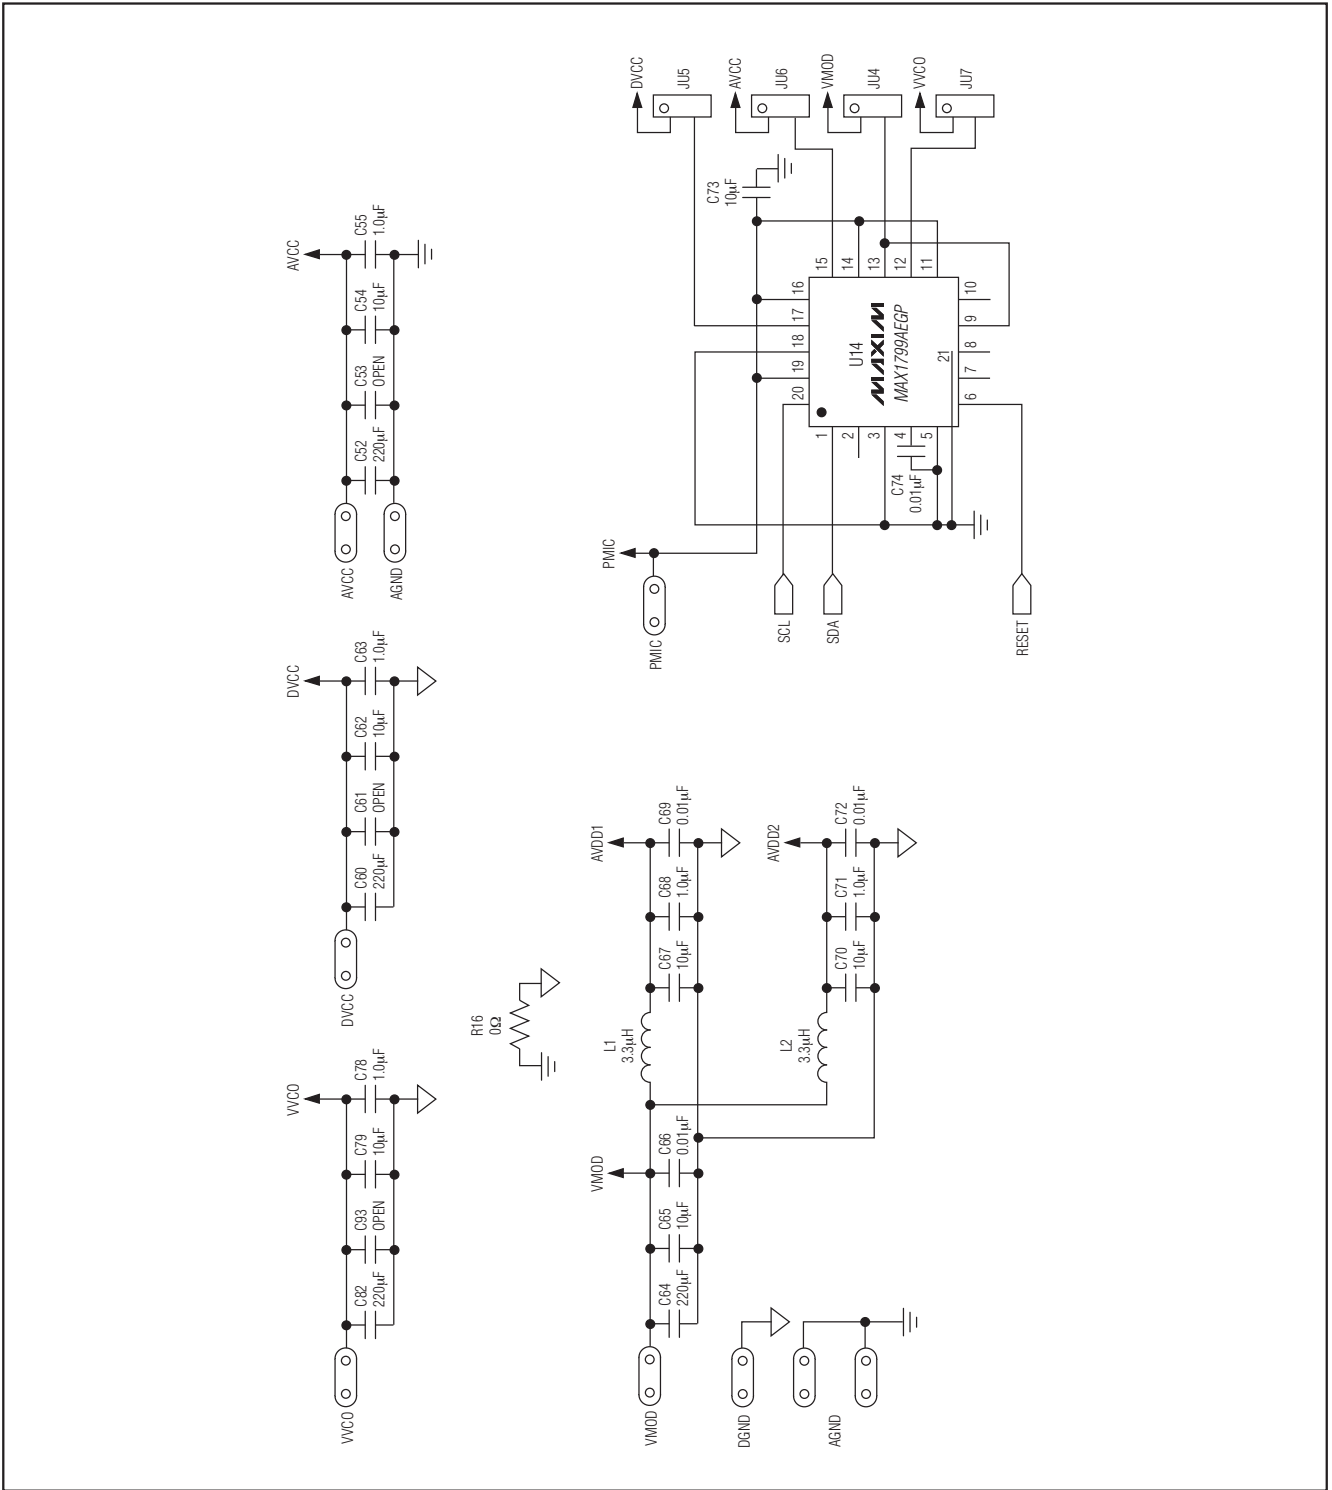 VVCO
C82
220µF
C93
OPEN
C79
10µF
C78
1.0µF
VVCO
DVCC
C60
220µF
C61
OPEN
C62
10µF
C63
1.0µF
DVCC
AVCC
AGND
C52
220µF
C53
OPEN
C54
10µF
C55
1.0µF
AVCC
R16
0Ω
VMOD
C64
220µF
C65
10µF
C66
0.01µF
VMOD
L1
3.3µH
C67
10µF
C68
1.0µF
C69
0.01µF
AVDD1
L2
3.3µH
C70
10µF
C71
1.0µF
C72
0.01µF
AVDD2
DGND
AGND
PMIC
PMIC
SCL
SDA
RESET
C73
10µF
C74
0.01µF
U14
MAXIM
MAX1799AEGP
1
2
3
4
5
6
7
8
9
10
11
12
13
14
15
16
17
18
19
20
21
DVCC
JU5
AVCC
JU6
VMOD
JU4
VVCO
JU7